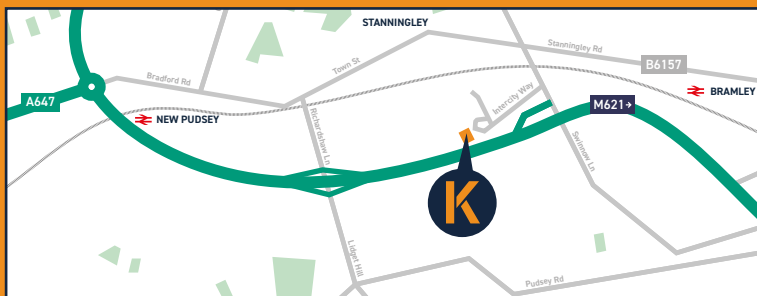 STANNINGLEY
Stanningley Rd
Town St
B6157
Bradford Rd
BRAMLEY
A647
Intercity Way
M621→
NEW PUDSEY
Richardshaw Ln
Swinnow Ln
K
Lidget Hill
Pudsey Rd